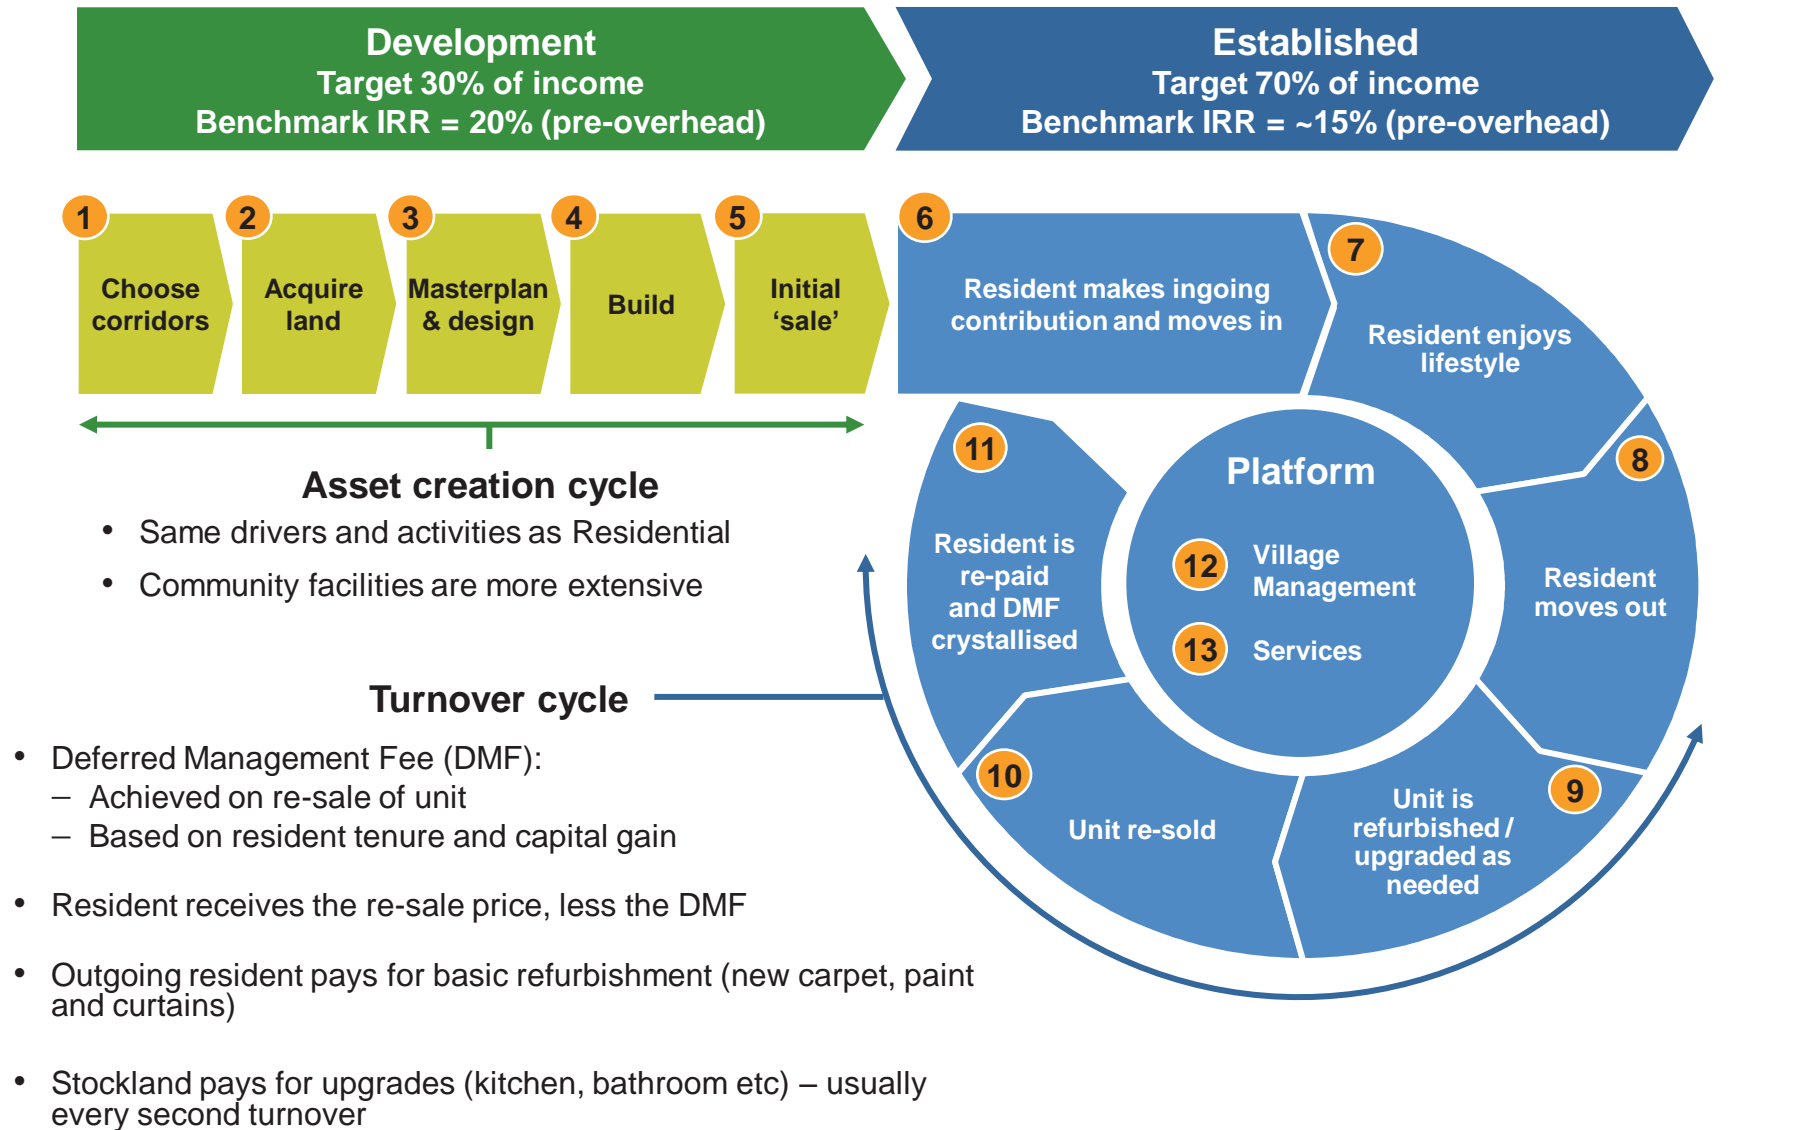 Development
Target 30% of income
Benchmark IRR = 20% (pre-overhead)
Established
Target 70% of income
Benchmark IRR = ~15% (pre-overhead)
1
Choose
corridors
2
Acquire
land
3
Masterplan
& design
4
Build
5
Initial
‘sale’
6
Resident makes ingoing
contribution and moves in
7
Resident enjoys
lifestyle
8
Resident
moves out
9
Unit is
refurbished /
upgraded as
needed
10
Unit re-sold
11
Resident is
re-paid
and DMF
crystallised
Platform
12 Village
Management
13 Services
Asset creation cycle
• Same drivers and activities as Residential
• Community facilities are more extensive
Turnover cycle
• Deferred Management Fee (DMF):
– Achieved on re-sale of unit
– Based on resident tenure and capital gain
• Resident receives the re-sale price, less the DMF
• Outgoing resident pays for basic refurbishment (new carpet, paint
and curtains)
• Stockland pays for upgrades (kitchen, bathroom etc) – usually
every second turnover